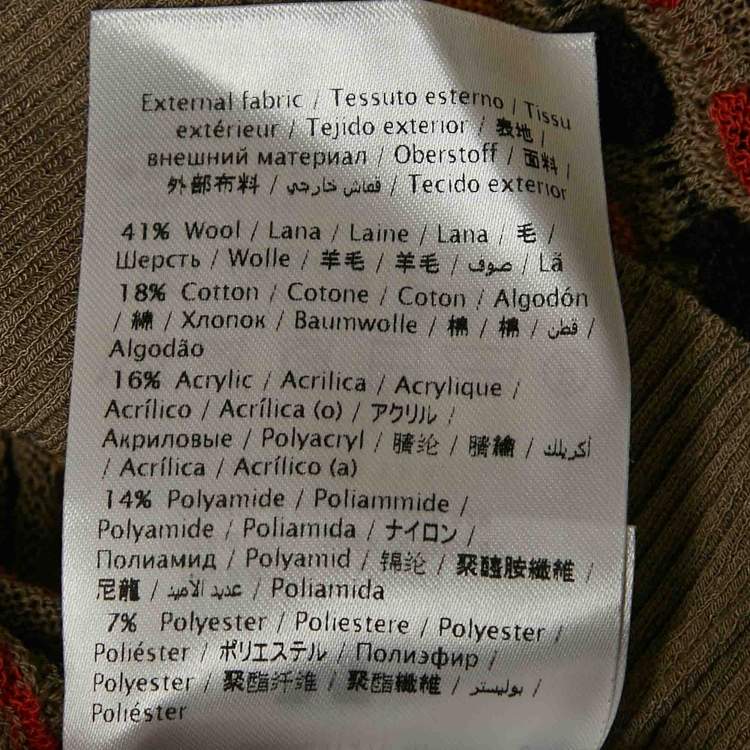 External fabric / Tessuto esterno / Tissu
extérieur / Tejido exterior / 表地 /
внешний материал / Oberstoff / 面料 /
外部布料 / قماش خارجي / Tecido exterior
41% Wool / Lana / Laine / Lana / 毛 /
Шерсть / Wolle / 羊毛 / 羊毛 / صوف / Lã
18% Cotton / Cotone / Coton / Algodón
/ 綿 / Хлопок / Baumwolle / 棉 / 棉 / قطن /
Algodão
16% Acrylic / Acrilica / Acrylique /
Acrílico / Acrílica (o) / アクリル /
Акриловые / Polyacryl / 腈纶 / 腈綸 / أكريلك
/ Acrílica / Acrílico (a)
14% Polyamide / Poliammide /
Polyamide / Poliamida / ナイロン /
Полиамид / Polyamid / 锦纶 / 聚醯胺纖維 /
尼龍 / عديد الأميد / Poliamida
7% Polyester / Poliestere / Polyester /
Poliéster / ポリエステル / Полиэфир /
Polyester / 聚酯纤维 / 聚酯纖維 / بوليستر /
Poliéster